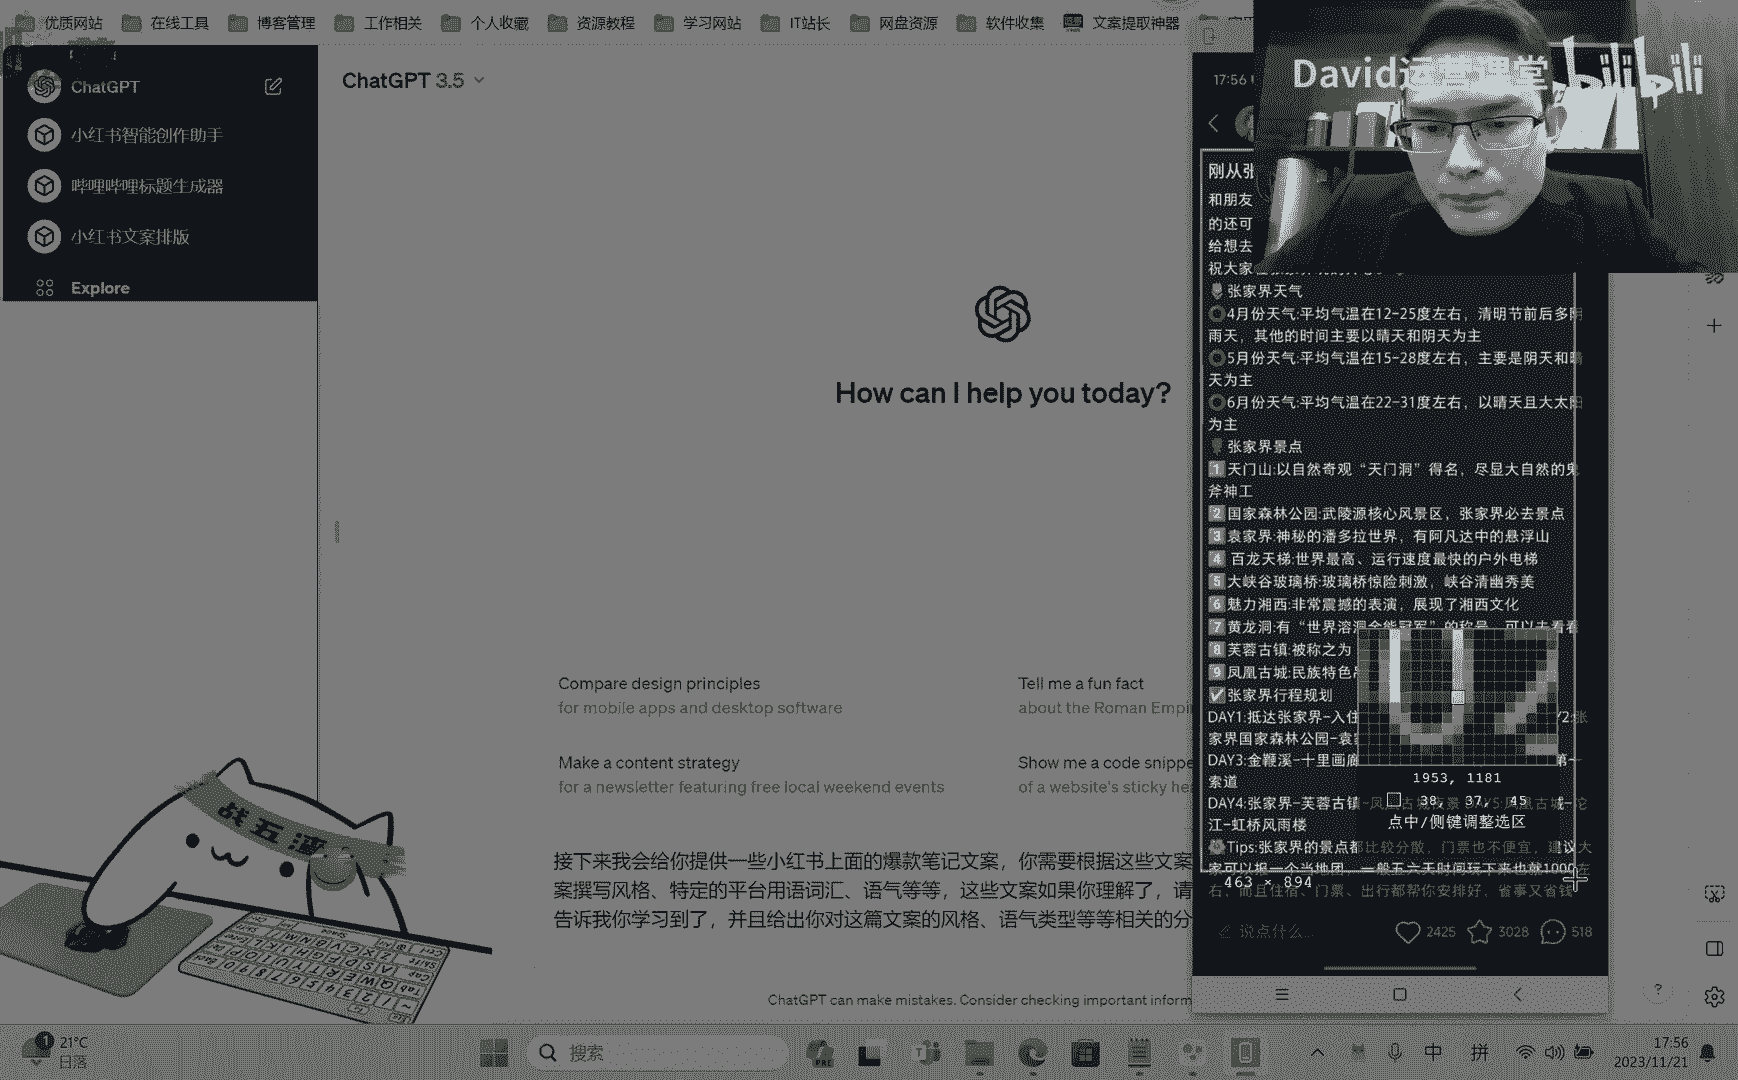 优质网站 在线工具 博客管理 工作相关 个人收藏 资源教程 学习网站 IT站长 网盘资源 软件收集 文案提取神器
ChatGPT
小红书智能创作助手
哔哩哔哩标题生成器
小红书文案排版
Explore
ChatGPT 3.5
How can I help you today?
Compare design principles
for mobile apps and desktop software
Tell me a fun fact
about the Roman Empi
Make a content strategy
for a newsletter featuring free local weekend events
Show me a code snippe
of a website's sticky he
接下来我会给你提供一些小红书上面的爆款笔记文案，你需要根据这些文案
案撰写风格、特定的平台用语词汇、语气等等，这些文案如果你理解了，请
告诉我你学习到了，并且给出你对这篇文案的风格、语气类型等等相关的分
ChatGPT can make mistakes. Consider checking important inform
David运营课堂 bilibili
17:56
刚从张
和朋友
的还可
给想去
祝大家
张家界天气
4月份天气:平均气温在12-25度左右，清明节前后多阴
雨天，其他的时间主要以晴天和阴天为主
5月份天气:平均气温在15-28度左右，主要是阴天和晴
天为主
6月份天气:平均气温在22-31度左右，以晴天且大太阳
为主
张家界景点
1天门山:以自然奇观“天门洞”得名，尽显大自然的鬼
斧神工
2国家森林公园:武陵源核心风景区，张家界必去景点
3袁家界:神秘的潘多拉世界，有阿凡达中的悬浮山
4 百龙天梯:世界最高、运行速度最快的户外电梯
5大峡谷玻璃桥:玻璃桥惊险刺激，峡谷清幽秀美
6魅力湘西:非常震撼的表演，展现了湘西文化
7黄龙洞:有“世界溶洞全能冠军”的称号，可以去看看
8芙蓉古镇:被称之为
9凤凰古城:民族特色
✅张家界行程规划
DAY1:抵达张家界-入住 Y2:张
家界国家森林公园-袁
DAY3:金鞭溪-十里画廊 第一
索道
DAY4:张家界-芙蓉古镇-凤凰古城夜景 DAY5:凤凰古城-沱
江-虹桥风雨楼
Tips:张家界的景点都比较分散，门票也不便宜，建议大
家可以报一个当地团，一般五六天时间玩下来也就1000左
右，而且住宿、门票、出行都帮你安排好，省事又省钱
1953, 1181
38, 37, 45
点中/侧键调整选区
463 × 894
说点什么... 2425 3028 518
战五渣
1
21°C
日落
搜索
中 拼
17:56
2023/11/21